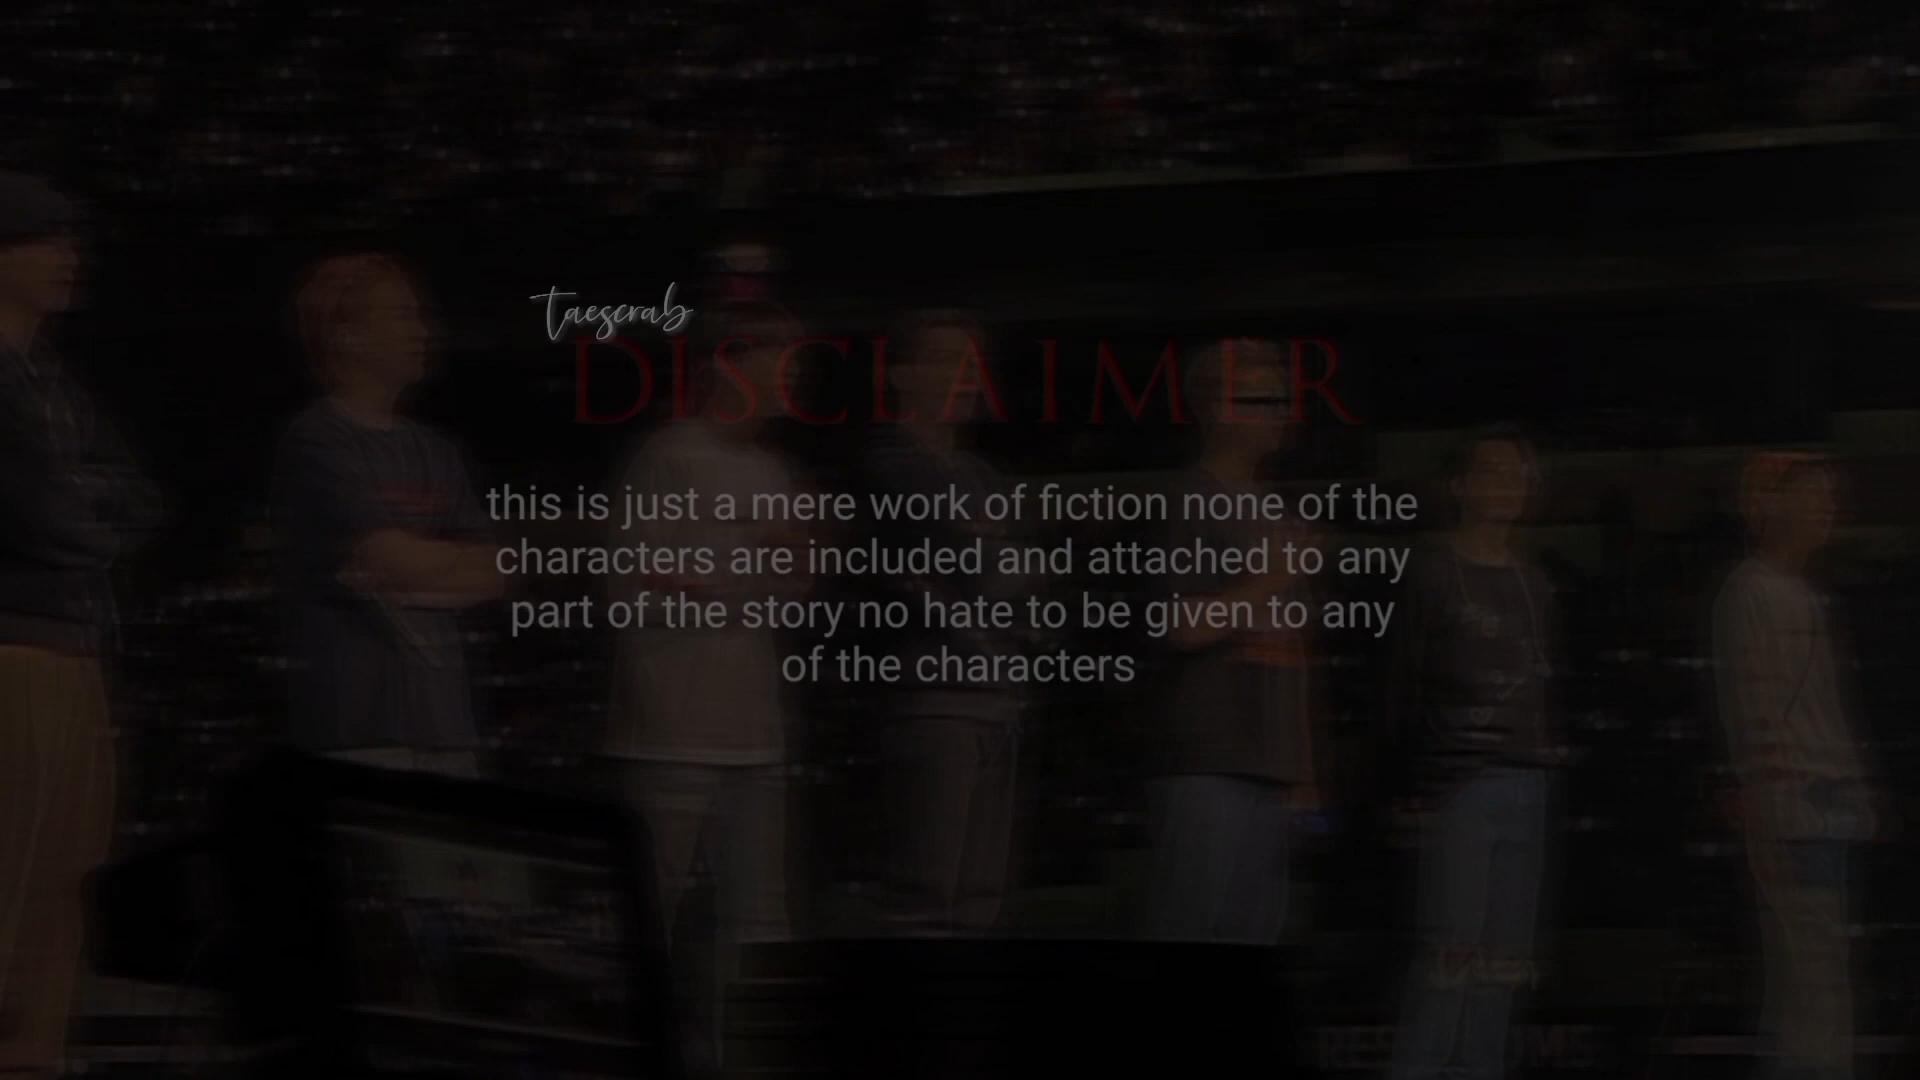 taescrab
DISCLAIMER
this is just a mere work of fiction none of the
characters are included and attached to any
part of the story no hate to be given to any
of the characters